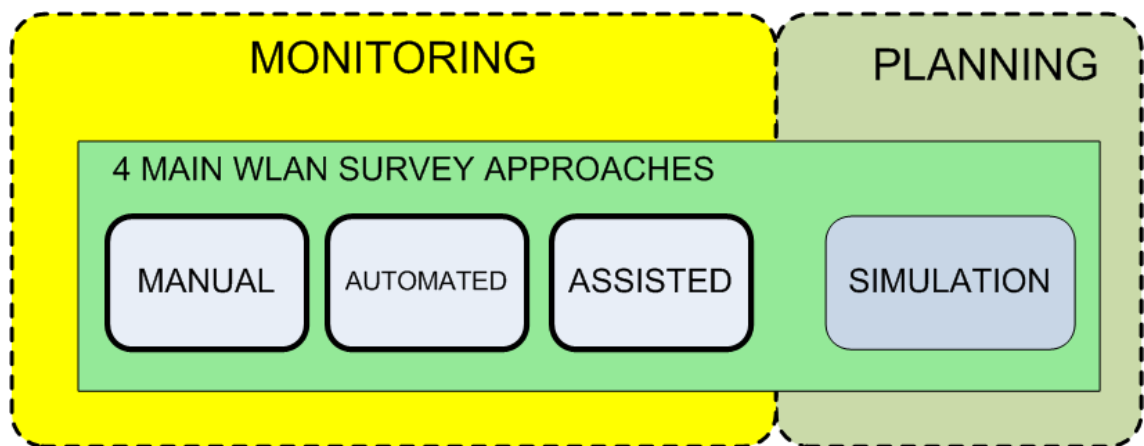 MONITORING
PLANNING
4 MAIN WLAN SURVEY APPROACHES
MANUAL
AUTOMATED
ASSISTED
SIMULATION